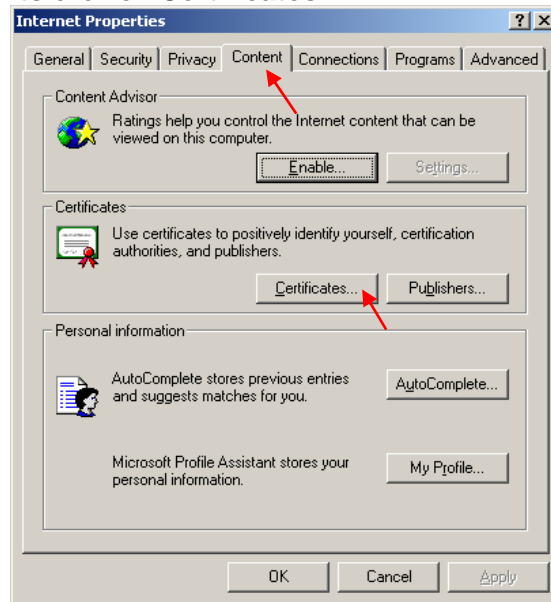 Internet Properties
General Security Privacy Content Connections Programs Advanced
Content Advisor
Ratings help you control the Internet content that can be
viewed on this computer.
Enable... Settings...
Certificates
Use certificates to positively identify yourself, certification
authorities, and publishers.
Certificates... Publishers...
Personal information
AutoComplete stores previous entries
and suggests matches for you.
AutoComplete...
Microsoft Profile Assistant stores your
personal information.
My Profile...
OK Cancel Apply